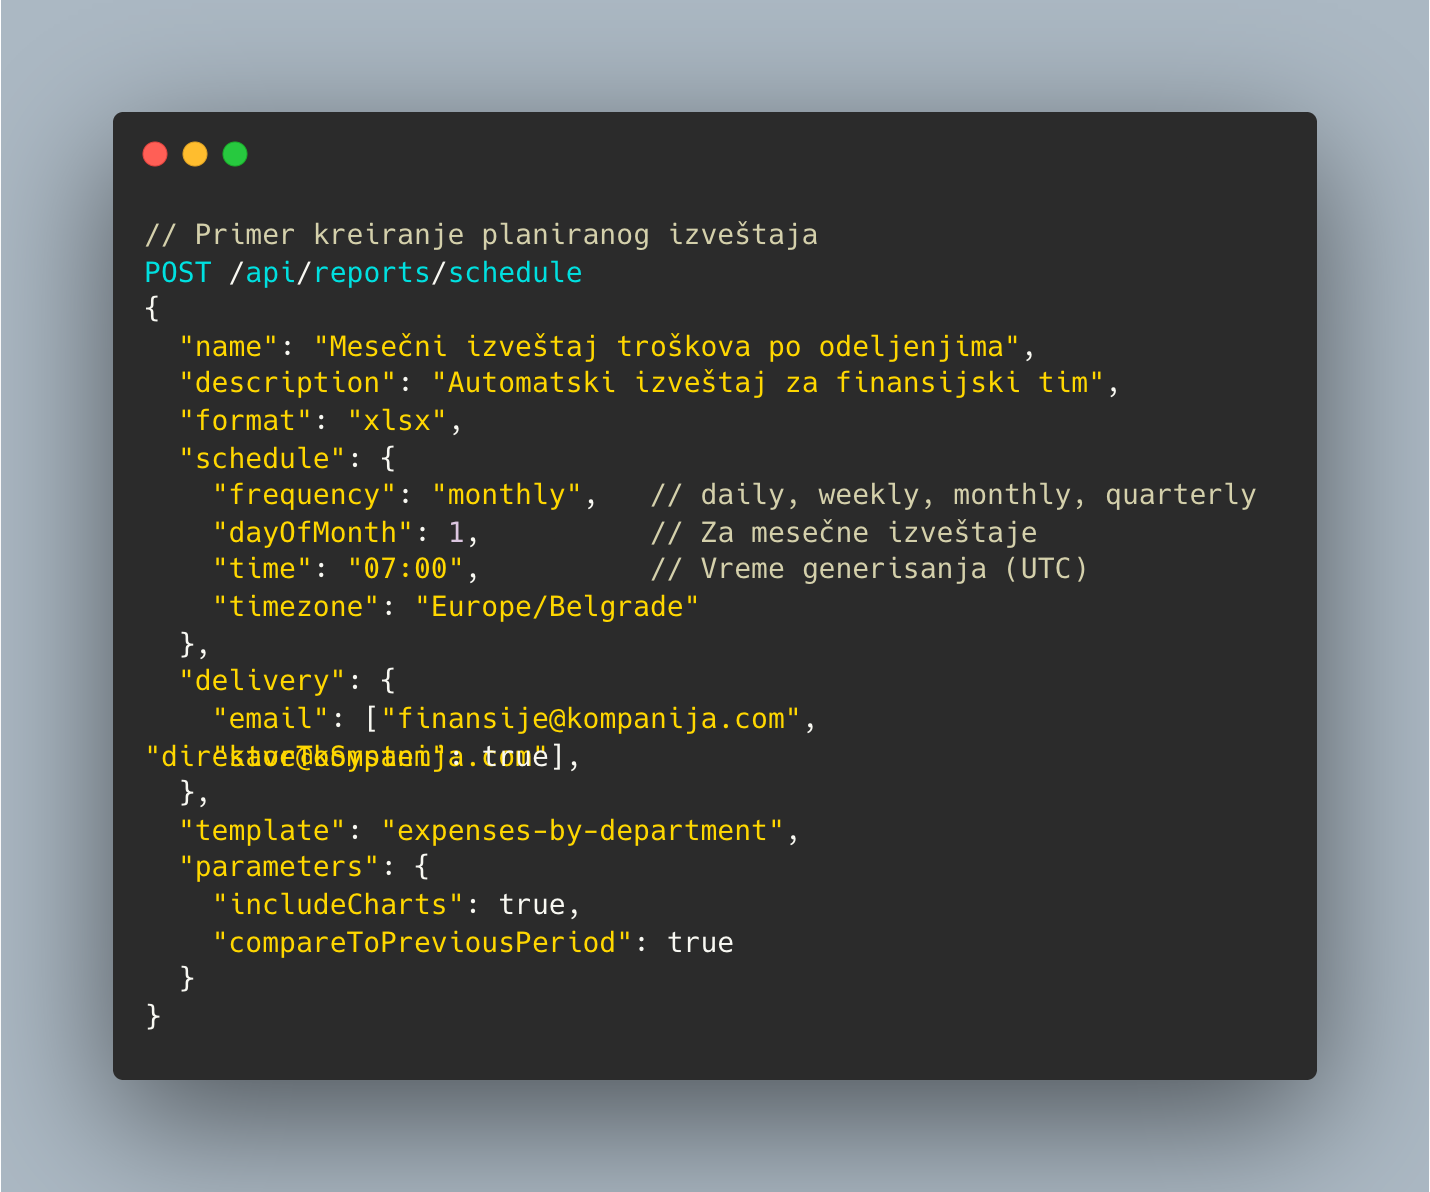 // Primer kreiranje planiranog izveštaja
POST /api/reports/schedule
{
  "name": "Mesečni izveštaj troškova po odeljenjima",
  "description": "Automatski izveštaj za finansijski tim",
  "format": "xlsx",
  "schedule": {
    "frequency": "monthly",   // daily, weekly, monthly, quarterly
    "dayOfMonth": 1,          // Za mesečne izveštaje
    "time": "07:00",          // Vreme generisanja (UTC)
    "timezone": "Europe/Belgrade"
  },
  "delivery": {
    "email": ["finansije@kompanija.com",
"direktor@kompanija.com"],
    "saveToSystem": true
  },
  "template": "expenses-by-department",
  "parameters": {
    "includeCharts": true,
    "compareToPreviousPeriod": true
  }
}